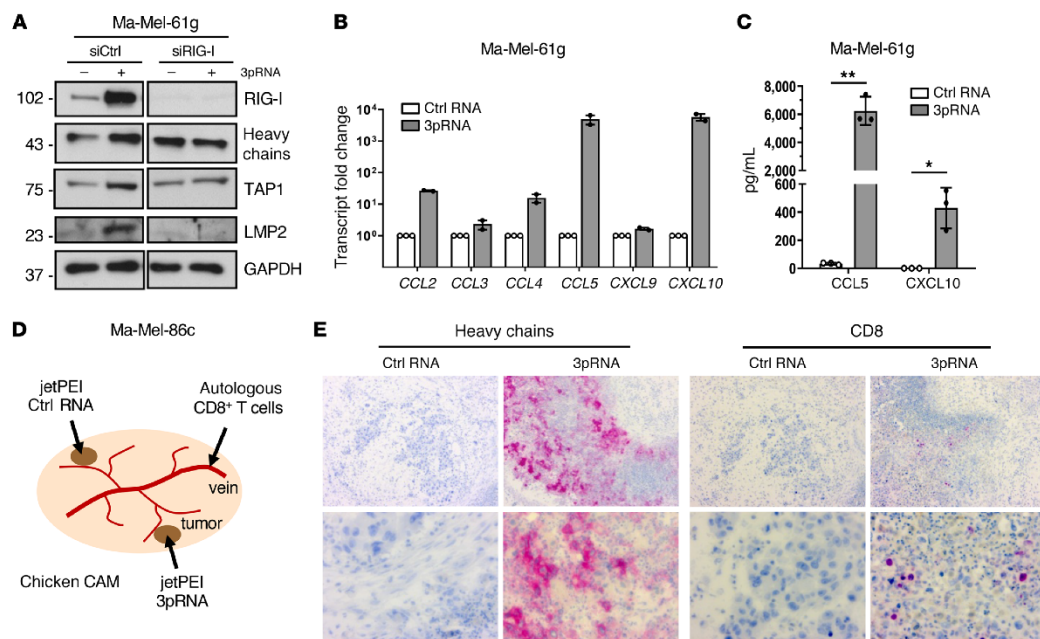 A
Ma-Mel-61g
siCtrl siRIG-I
– + – + 3pRNA
102 RIG-I
43 Heavy chains
75 TAP1
23 LMP2
37 GAPDH
B
Ma-Mel-61g
Transcript fold change
10⁴
10³
10²
10¹
10⁰
Ctrl RNA
3pRNA
CCL2 CCL3 CCL4 CCL5 CXCL9 CXCL10
C
Ma-Mel-61g
pg/mL
8,000
6,000
4,000
2,000
600
400
200
0
**
*
Ctrl RNA
3pRNA
CCL5 CXCL10
D
Ma-Mel-86c
jetPEI
Ctrl RNA
Autologous
CD8⁺ T cells
vein
tumor
Chicken CAM
jetPEI
3pRNA
E
Heavy chains CD8
Ctrl RNA 3pRNA Ctrl RNA 3pRNA